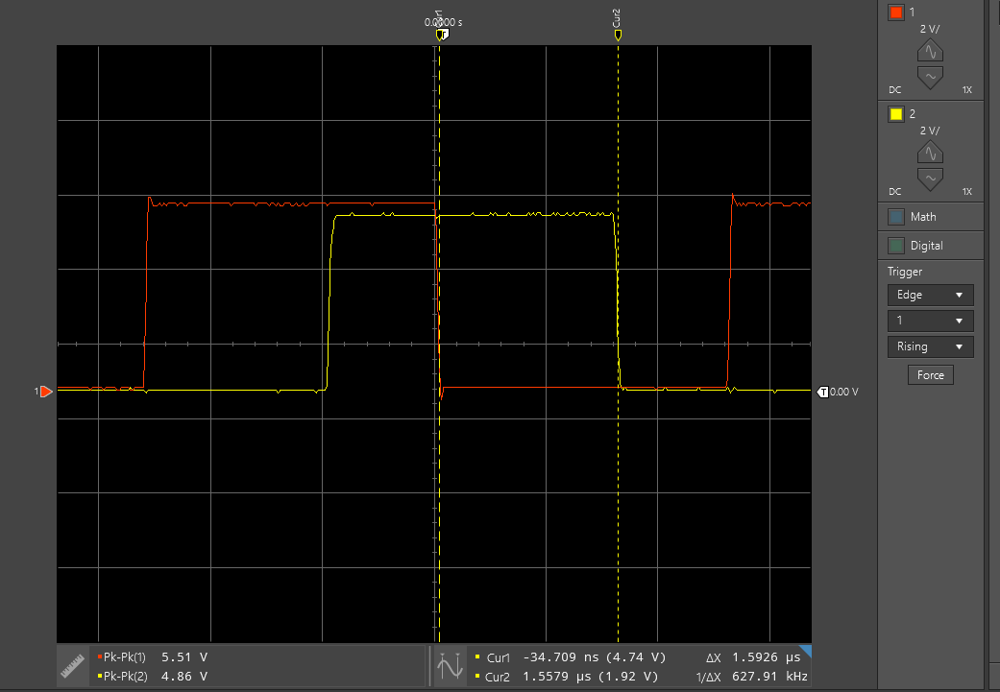 0.0000 s
Cur1
Cur2
1
2 V/
DC 1X
2
2 V/
DC 1X
Math
Digital
Trigger
Edge
1
Rising
Force
1
T 0.00 V
Pk-Pk(1) 5.51 V
Pk-Pk(2) 4.86 V
Cur1 -34.709 ns (4.74 V) ΔX 1.5926 µs
Cur2 1.5579 µs (1.92 V) 1/ΔX 627.91 kHz